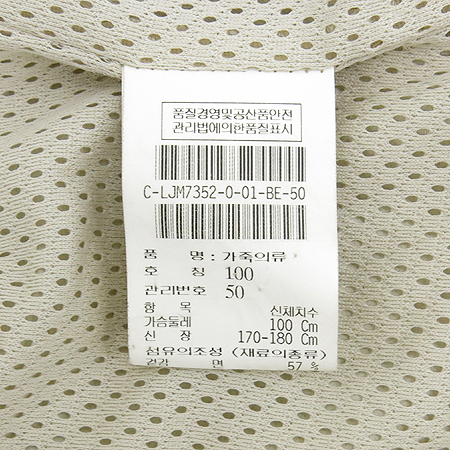 품질경영및공산품안전
관리법에의한품질표시
C-LJM7352-0-01-BE-50
품 명 : 가죽의류
호 칭 100
관리번호 50
항 목 신체치수
가슴둘레 100 Cm
신 장 170-180 Cm
섬유의조성 (재료의종류)
겉감 면 57 %